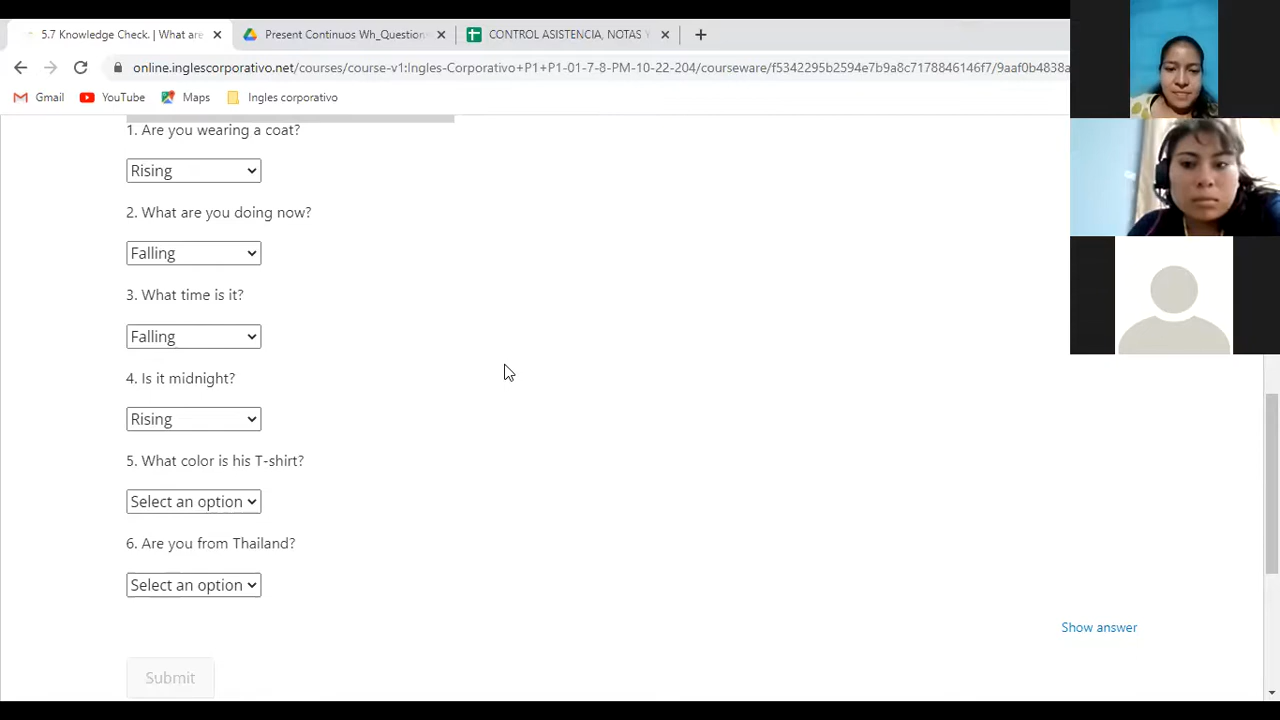 5.7 Knowledge Check. | What are
Present Continuos Wh_Question
CONTROL ASISTENCIA, NOTAS Y
online.inglescorporativo.net/courses/course-v1:Ingles-Corporativo+P1+P1-01-7-8-PM-10-22-204/courseware/f5342295b2594e7b9a8c7178846146f7/9aaf0b4838a
Gmail
YouTube
Maps
Ingles corporativo
1. Are you wearing a coat?
Rising
2. What are you doing now?
Falling
3. What time is it?
Falling
4. Is it midnight?
Rising
5. What color is his T-shirt?
Select an option
6. Are you from Thailand?
Select an option
Show answer
Submit